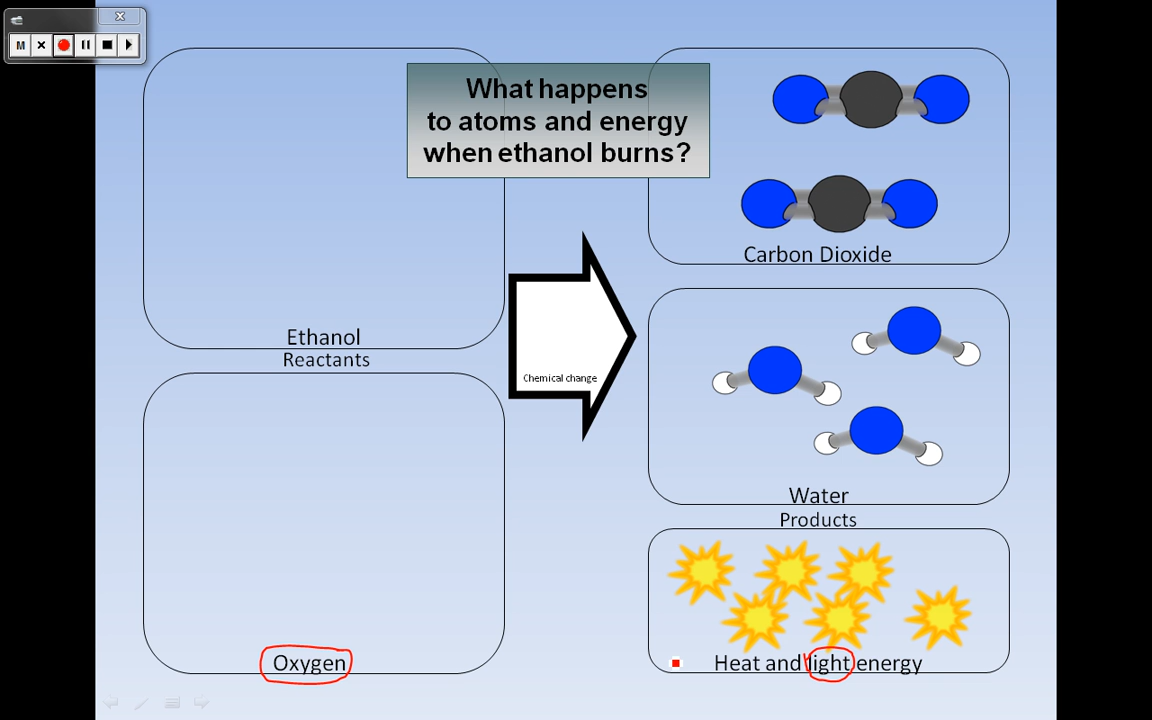 M
What happens
to atoms and energy
when ethanol burns?
Ethanol
Reactants
Oxygen
Chemical change
Carbon Dioxide
Water
Products
Heat and light energy